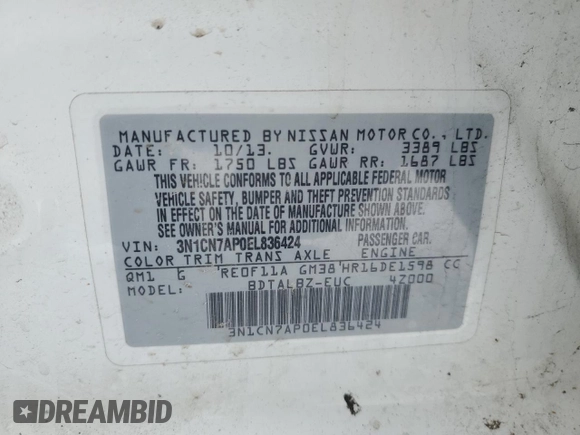 MANUFACTURED BY NISSAN MOTOR CO., LTD.
DATE: 10/13. GVWR: 3389 LBS
GAWR FR: 1750 LBS GAWR RR: 1687 LBS
THIS VEHICLE CONFORMS TO ALL APPLICABLE FEDERAL MOTOR
VEHICLE SAFETY, BUMPER AND THEFT PREVENTION STANDARDS
IN EFFECT ON THE DATE OF MANUFACTURE SHOWN ABOVE.
SEE OWNER'S MANUAL FOR ADDITIONAL INFORMATION.
VIN: 3N1CN7AP0EL836424 PASSENGER CAR.
COLOR TRIM TRANS AXLE ENGINE
QM1 G RE0F11A GM38 HR16DE1598 CC
BDTALBZ-EUC 4Z000
3N1CN7AP0EL836424
DREAMBID